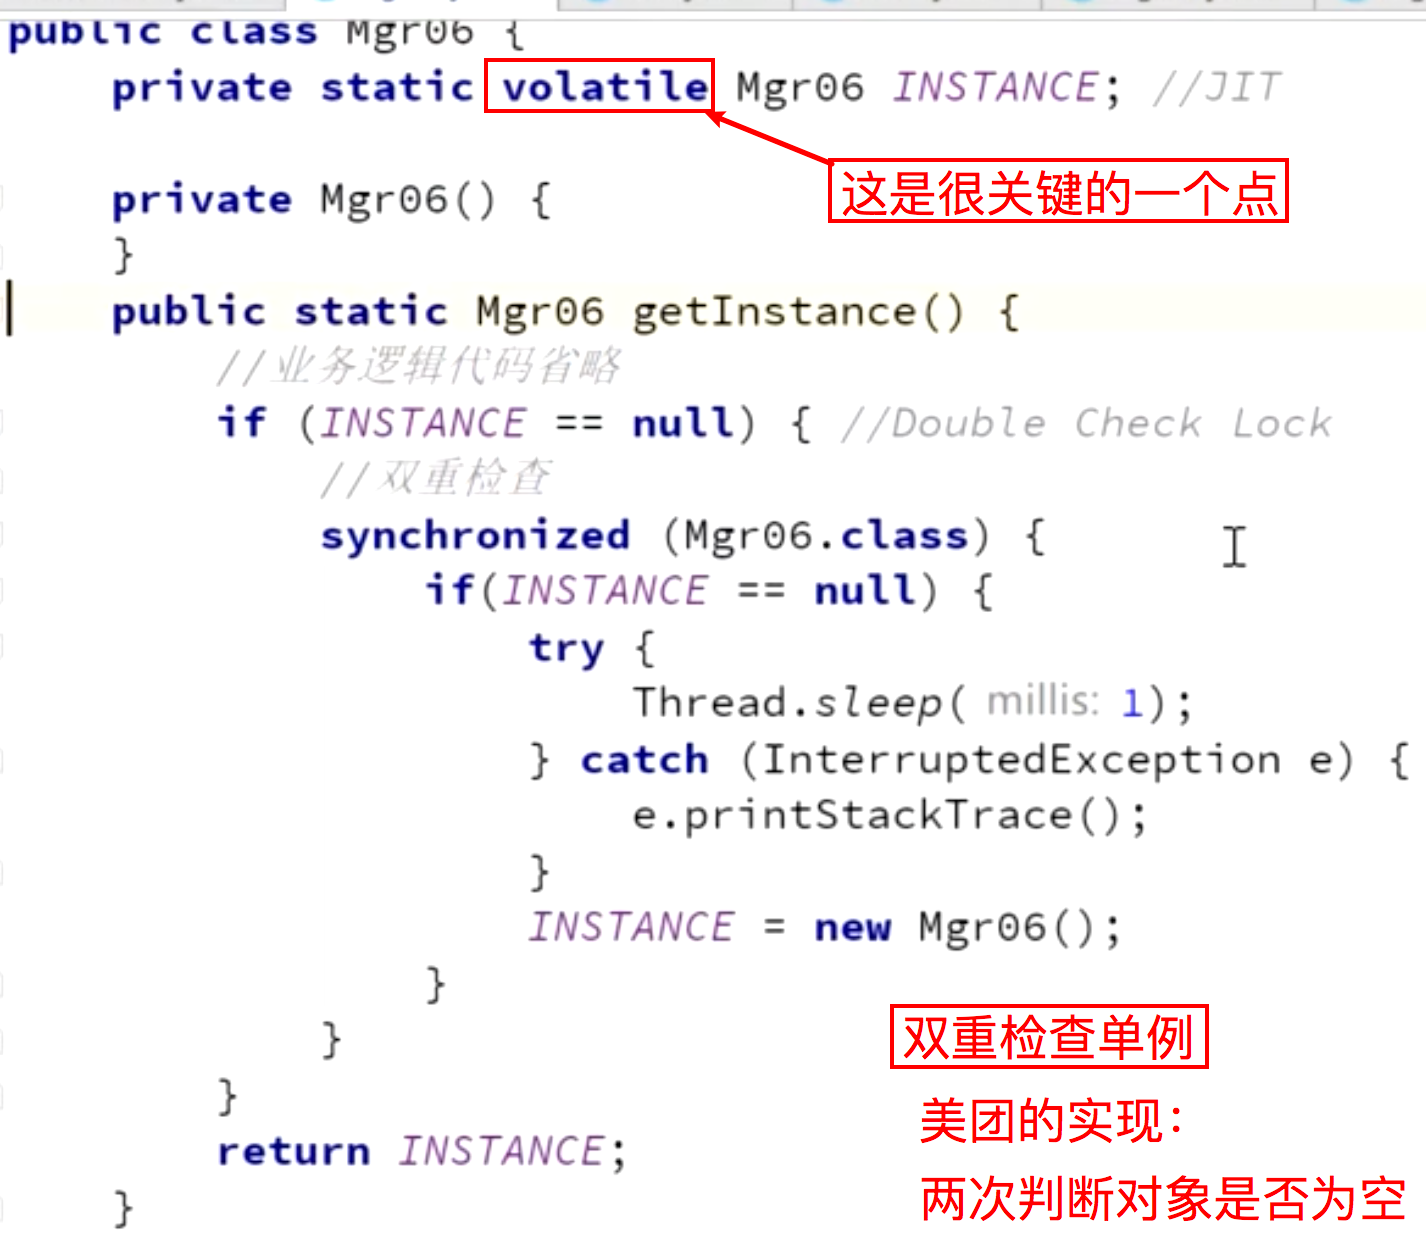 public class Mgr06 {
private static volatile Mgr06 INSTANCE; //JIT
这是很关键的一个点
private Mgr06() {
}
public static Mgr06 getInstance() {
//业务逻辑代码省略
if (INSTANCE == null) { //Double Check Lock
//双重检查
synchronized (Mgr06.class) {
if(INSTANCE == null) {
try {
Thread.sleep( millis: 1);
} catch (InterruptedException e) {
e.printStackTrace();
}
INSTANCE = new Mgr06();
}
}
}
return INSTANCE;
}
双重检查单例
美团的实现：
两次判断对象是否为空